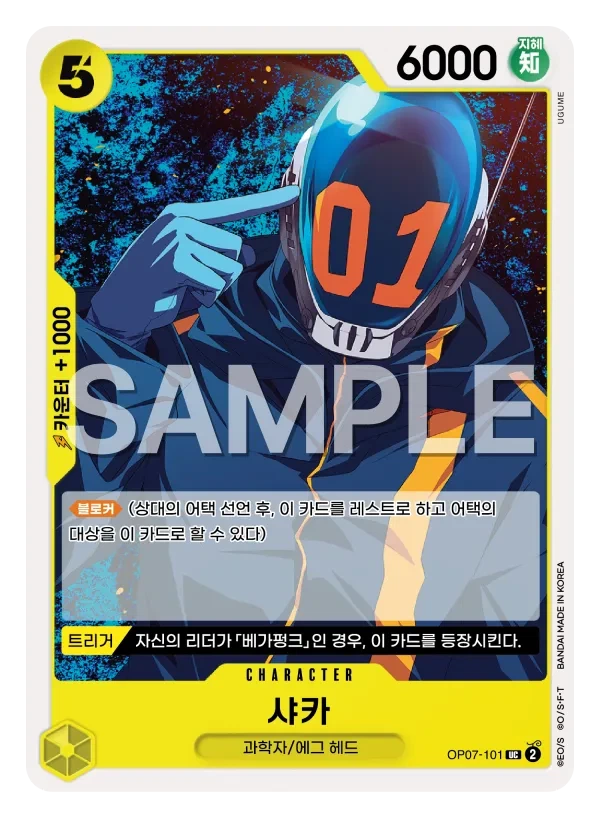 5
6000
지혜
知
UGUME
01
카운터 +1000
SAMPLE
블로커 (상대의 어택 선언 후, 이 카드를 레스트로 하고 어택의
대상을 이 카드로 할 수 있다)
트리거 자신의 리더가 「베가펑크」인 경우, 이 카드를 등장시킨다.
CHARACTER
샤카
과학자/에그 헤드
OP07-101 UC 2
©EO/S ©O/S·F·T BANDAI MADE IN KOREA